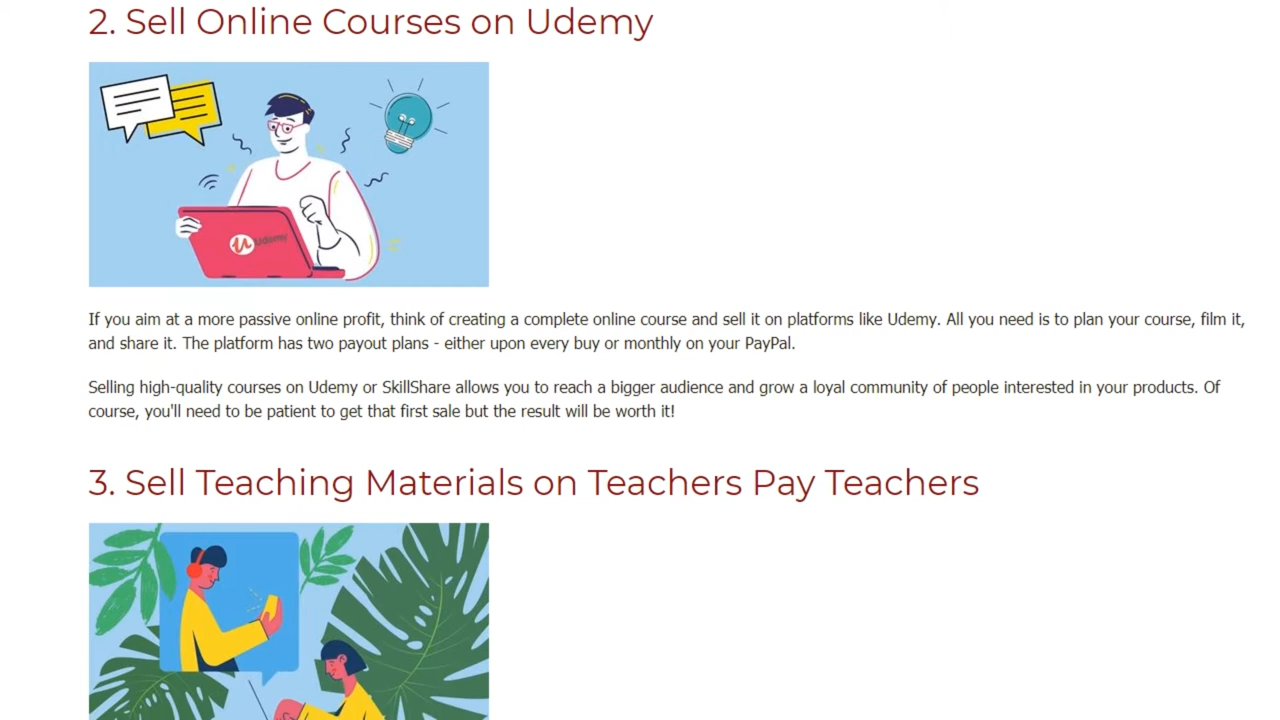 2. Sell Online Courses on Udemy
Udemy
If you aim at a more passive online profit, think of creating a complete online course and sell it on platforms like Udemy. All you need is to plan your course, film it,
and share it. The platform has two payout plans - either upon every buy or monthly on your PayPal.
Selling high-quality courses on Udemy or SkillShare allows you to reach a bigger audience and grow a loyal community of people interested in your products. Of
course, you'll need to be patient to get that first sale but the result will be worth it!
3. Sell Teaching Materials on Teachers Pay Teachers